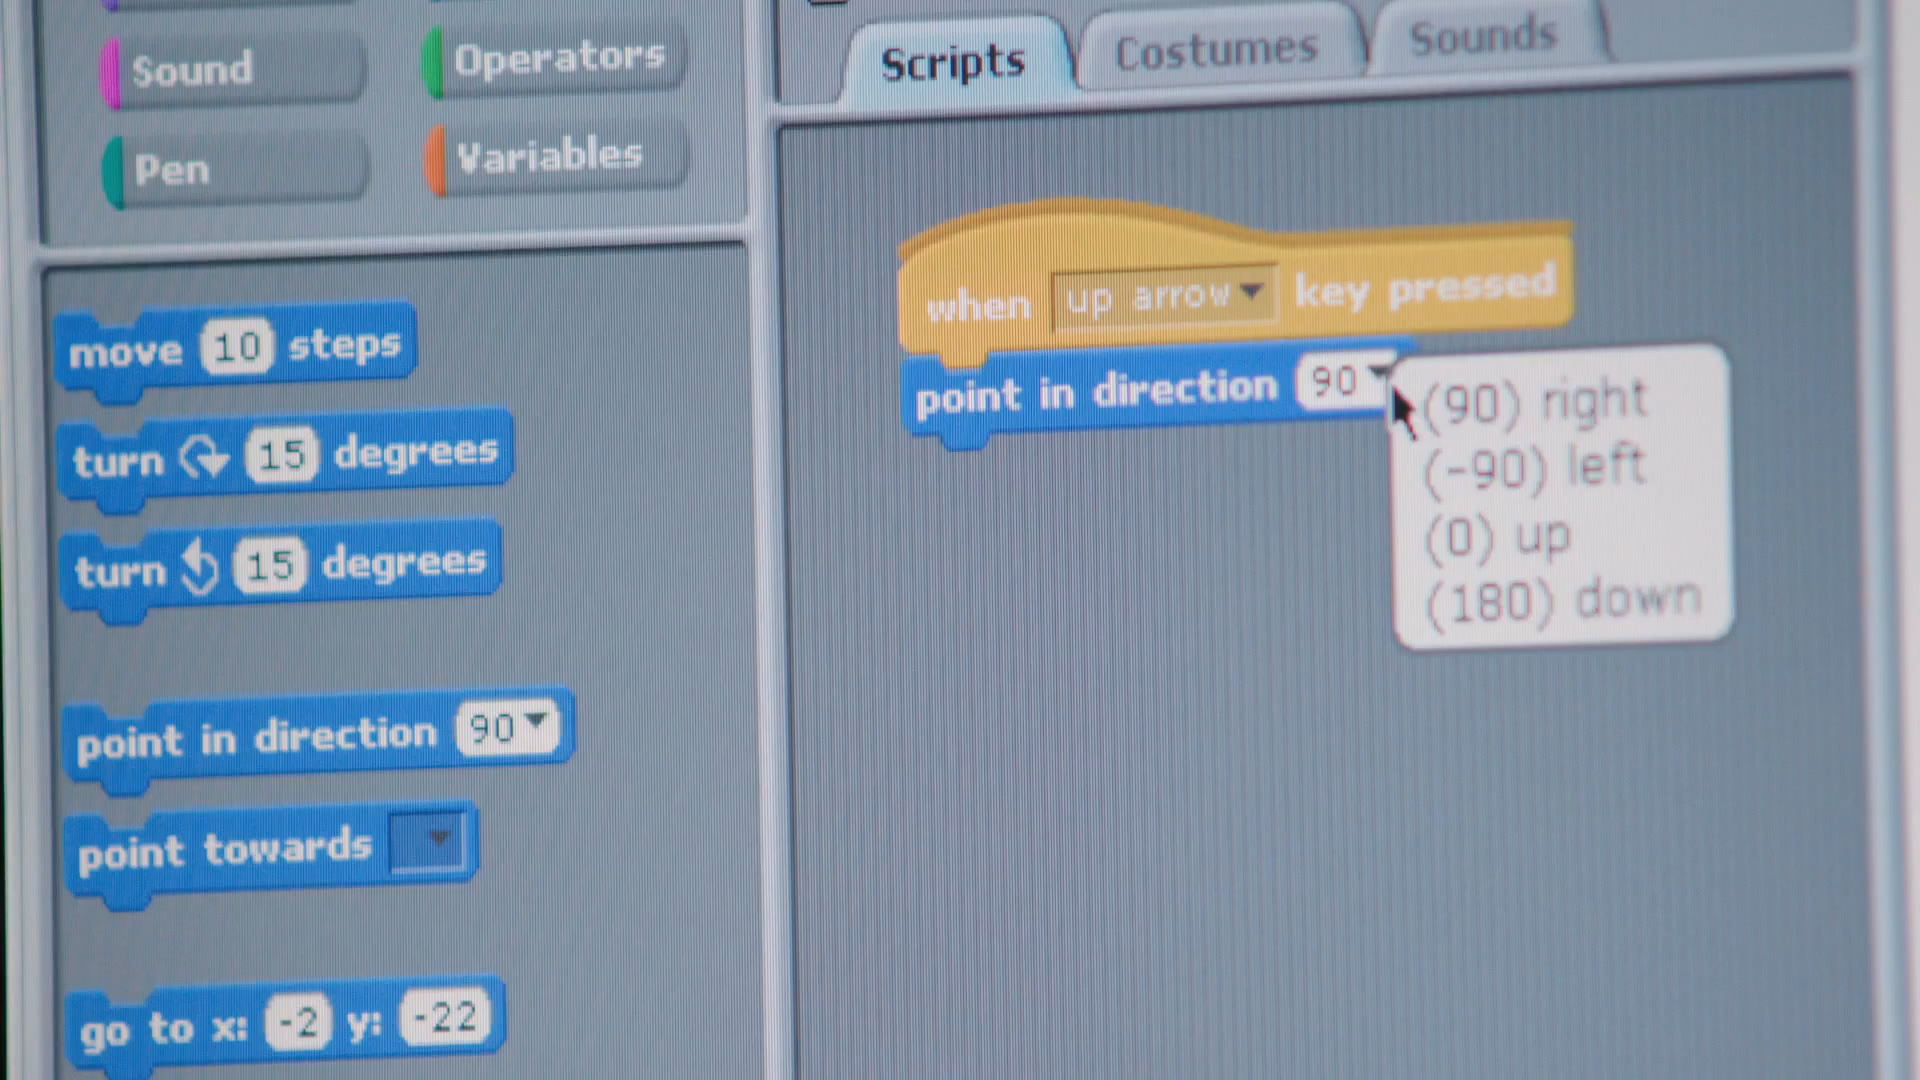 Sound
Operators
Pen
Variables
move 10 steps
turn 15 degrees
turn 15 degrees
point in direction 90
point towards
go to x: -2 y: -22
Scripts
Costumes
Sounds
when up arrow key pressed
point in direction 90
(90) right
(-90) left
(0) up
(180) down